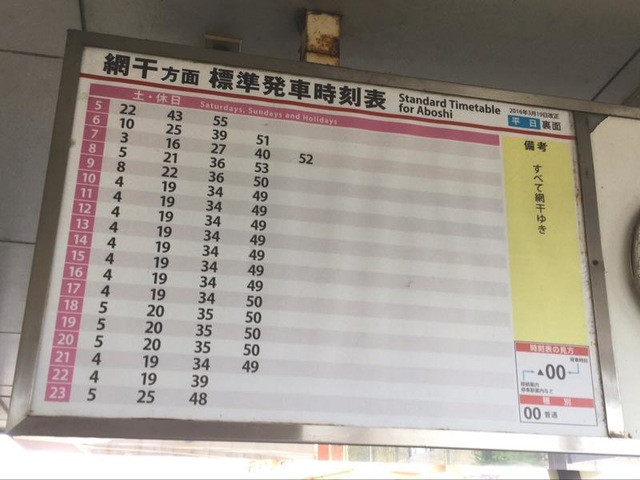 網干方面 標準発車時刻表 Standard Timetable for Aboshi
2016年3月19日改正
平日 裏面
土・休日 Saturdays, Sundays and Holidays
5 22 43 55
6 10 25 39 51
7 3 16 27 40 52
8 5 21 36 53
9 8 22 36 50
10 4 19 34 49
11 4 19 34 49
12 4 19 34 49
13 4 19 34 49
14 4 19 34 49
15 4 19 34 49
16 4 19 34 49
17 4 19 34 50
18 5 20 35 50
19 5 20 35 50
20 5 20 35 50
21 4 19 34 49
22 4 19 39
23 5 25 48
備考
すべて網干ゆき
時刻表の見方
発車時刻
▲00
種別
00 普通